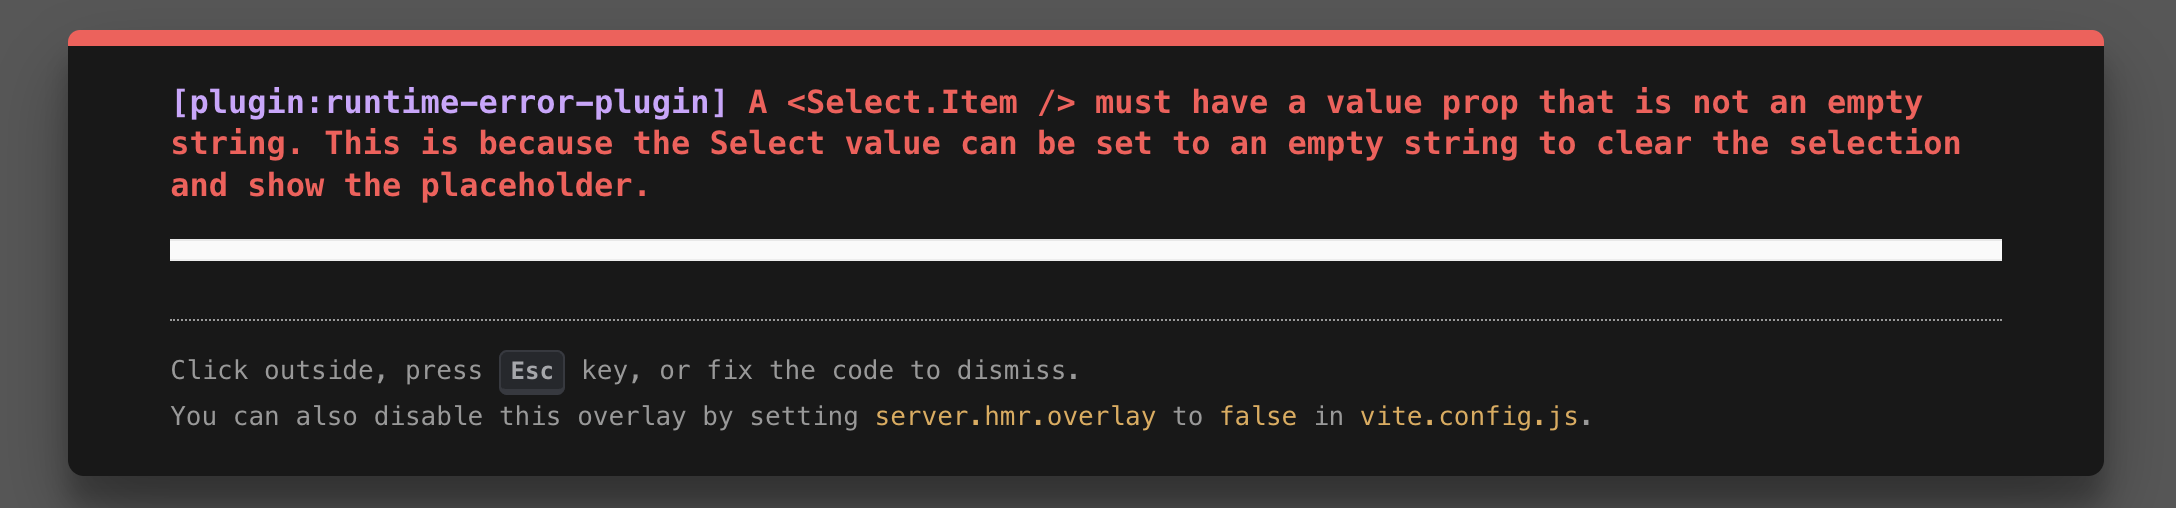 [plugin:runtime-error-plugin] A <Select.Item /> must have a value prop that is not an empty
string. This is because the Select value can be set to an empty string to clear the selection
and show the placeholder.
Click outside, press Esc key, or fix the code to dismiss.
You can also disable this overlay by setting server.hmr.overlay to false in vite.config.js.